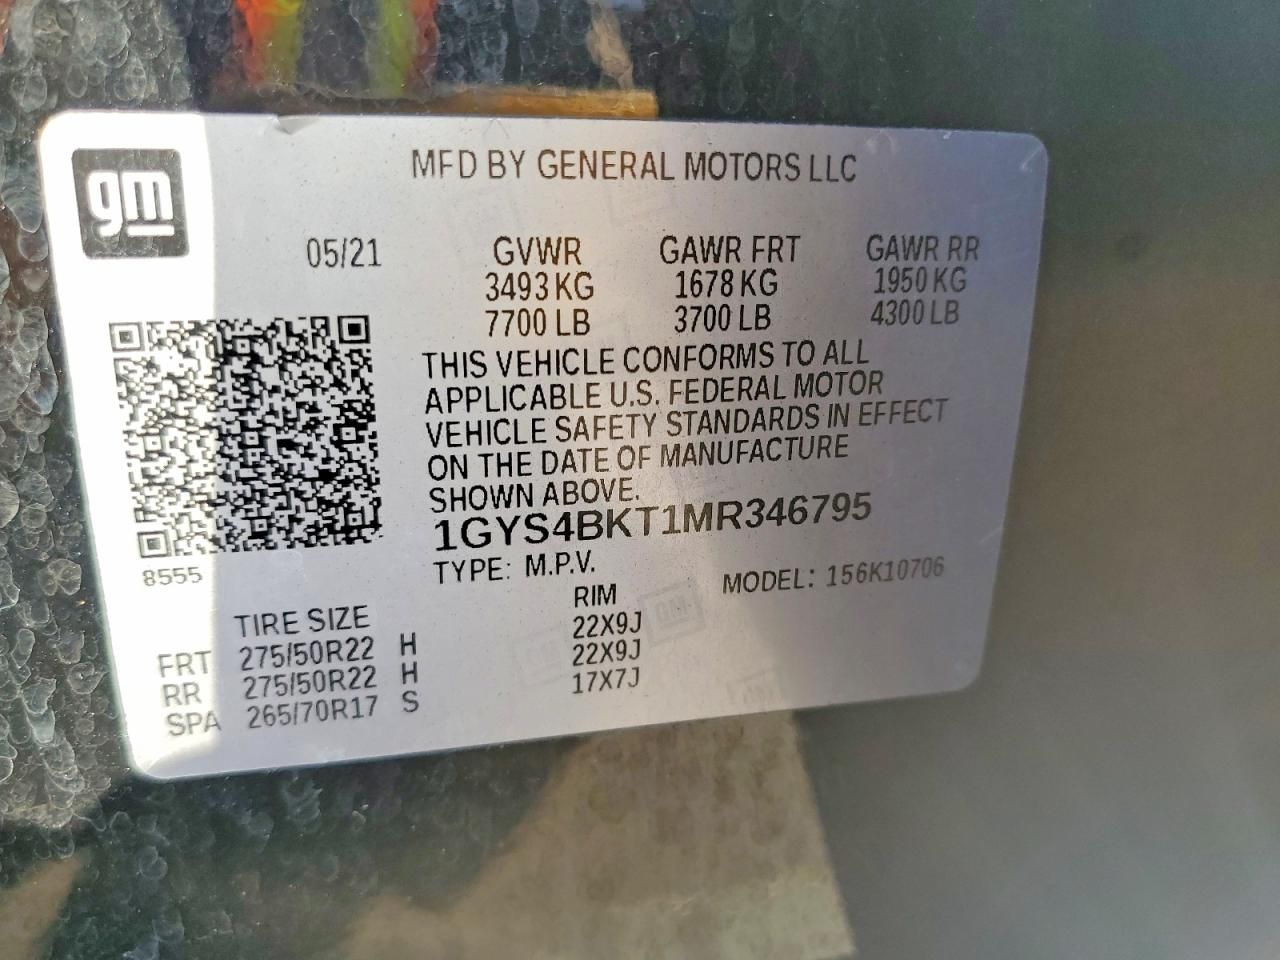 gm
MFD BY GENERAL MOTORS LLC
05/21 GVWR GAWR FRT GAWR RR
3493 KG 1678 KG 1950 KG
7700 LB 3700 LB 4300 LB
THIS VEHICLE CONFORMS TO ALL
APPLICABLE U.S. FEDERAL MOTOR
VEHICLE SAFETY STANDARDS IN EFFECT
ON THE DATE OF MANUFACTURE
SHOWN ABOVE.
1GYS4BKT1MR346795
8555
TYPE: M.P.V. MODEL: 156K10706
TIRE SIZE RIM
FRT 275/50R22 H 22X9J
RR 275/50R22 H 22X9J
SPA 265/70R17 S 17X7J